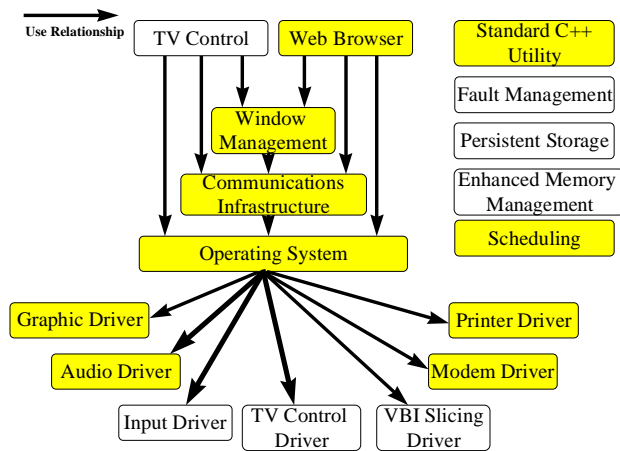 Use Relationship
TV Control
Web Browser
Standard C++
Utility
Fault Management
Window
Management
Persistent Storage
Communications
Infrastructure
Enhanced Memory
Management
Operating System
Scheduling
Graphic Driver
Printer Driver
Audio Driver
Modem Driver
Input Driver
TV Control
Driver
VBI Slicing
Driver